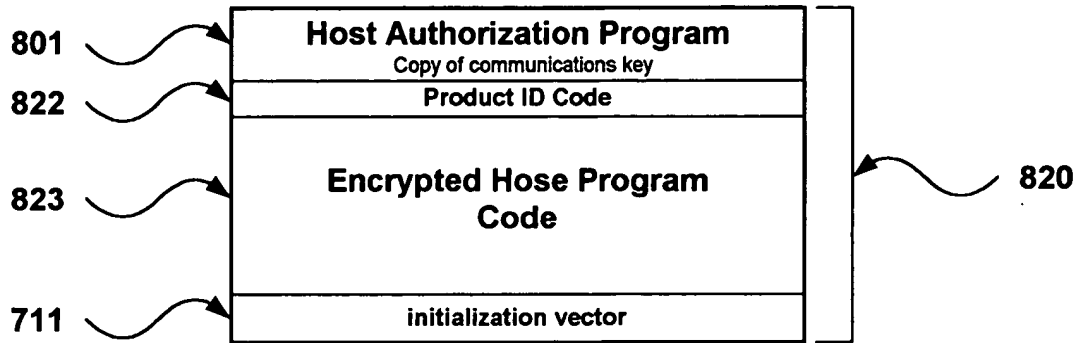 801
Host Authorization Program
Copy of communications key
822
Product ID Code
823
Encrypted Hose Program
Code
820
711
initialization vector